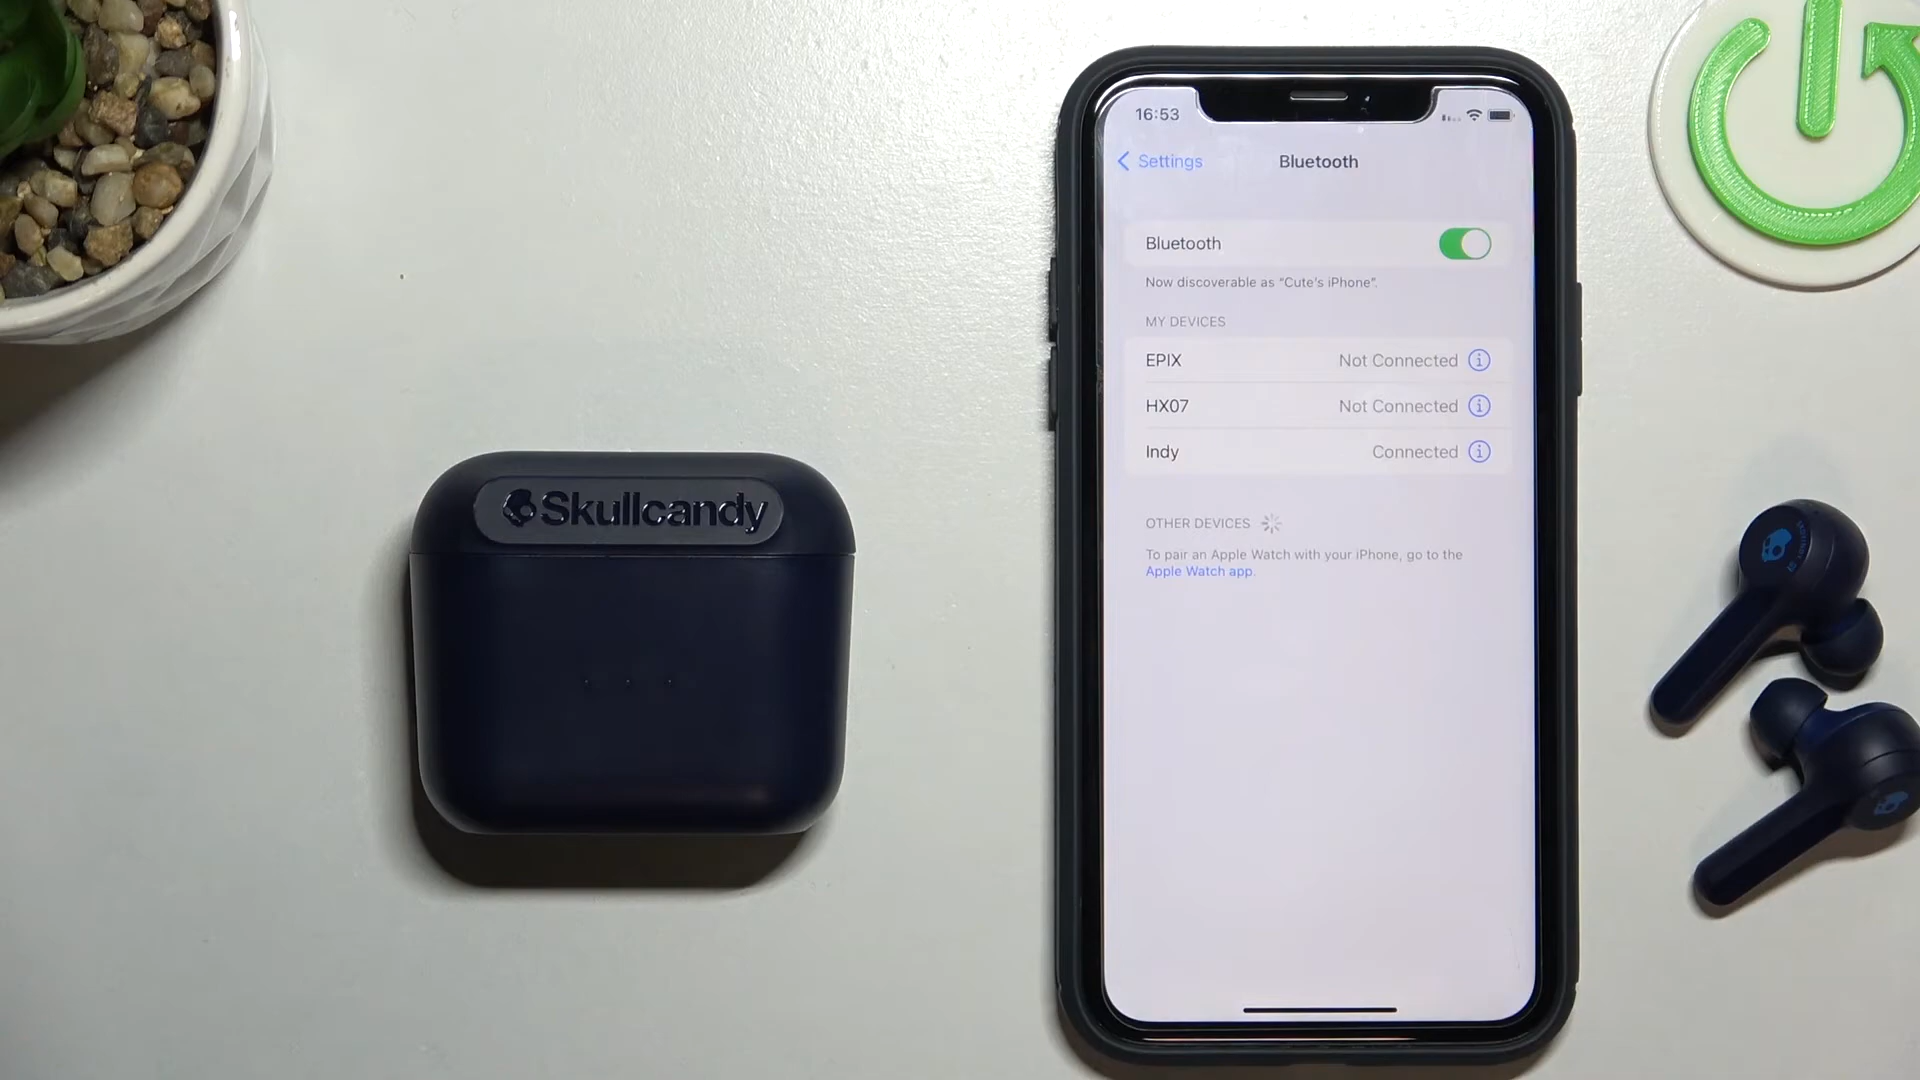 Skullcandy
16:53
Settings
Bluetooth
Bluetooth
Now discoverable as “Cute's iPhone”.
MY DEVICES
EPIX Not Connected
HX07 Not Connected
Indy Connected
OTHER DEVICES
To pair an Apple Watch with your iPhone, go to the
Apple Watch app.